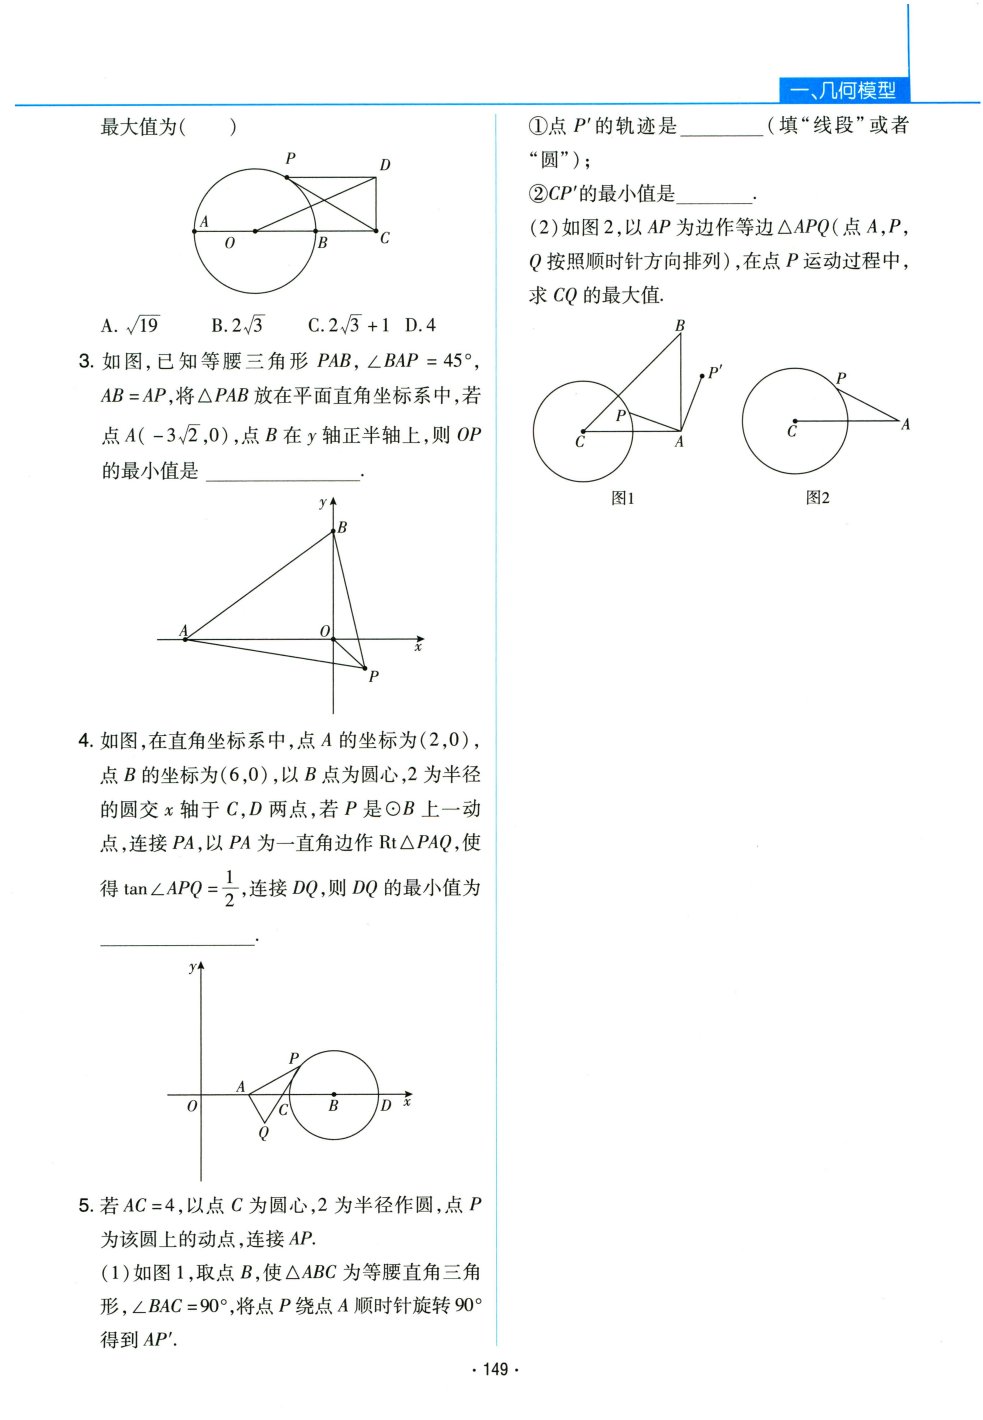 一、几何模型
最大值为(　　)
P
D
A
O
B
C
A. √19　B. 2√3　C. 2√3 + 1　D. 4
3. 如图,已知等腰三角形 PAB, ∠BAP = 45°,
AB = AP,将△PAB 放在平面直角坐标系中,若
点 A( -3√2,0),点 B 在 y 轴正半轴上,则 OP
的最小值是 ______.
y
B
A
O
x
P
4. 如图,在直角坐标系中,点 A 的坐标为(2,0),
点 B 的坐标为(6,0),以 B 点为圆心,2 为半径
的圆交 x 轴于 C,D 两点,若 P 是⊙B 上一动
点,连接 PA,以 PA 为一直角边作 Rt△PAQ,使
得 tan∠APQ = 1/2,连接 DQ,则 DQ 的最小值为
______.
y
P
A
O
C
B
D
x
Q
5. 若 AC = 4,以点 C 为圆心,2 为半径作圆,点 P
为该圆上的动点,连接 AP.
(1)如图 1,取点 B,使△ABC 为等腰直角三角
形,∠BAC = 90°,将点 P 绕点 A 顺时针旋转 90°
得到 AP′.
①点 P′的轨迹是______(填“线段”或者
“圆”);
②CP′的最小值是______.
(2)如图 2,以 AP 为边作等边△APQ(点 A,P,
Q 按照顺时针方向排列),在点 P 运动过程中,
求 CQ 的最大值.
B
P′
P
C
A
图1
P
C
A
图2
· 149 ·